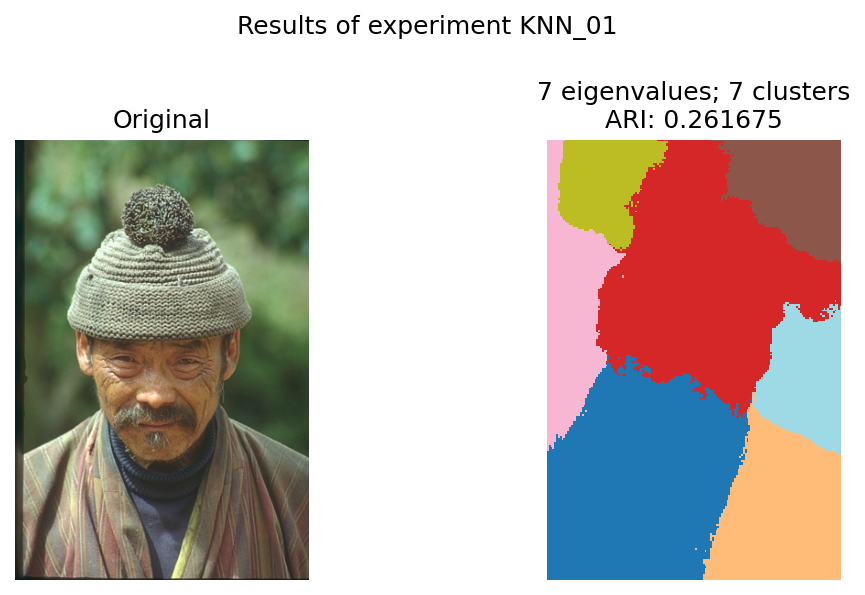 Results of experiment KNN_01
Original
7 eigenvalues; 7 clusters
ARI: 0.261675